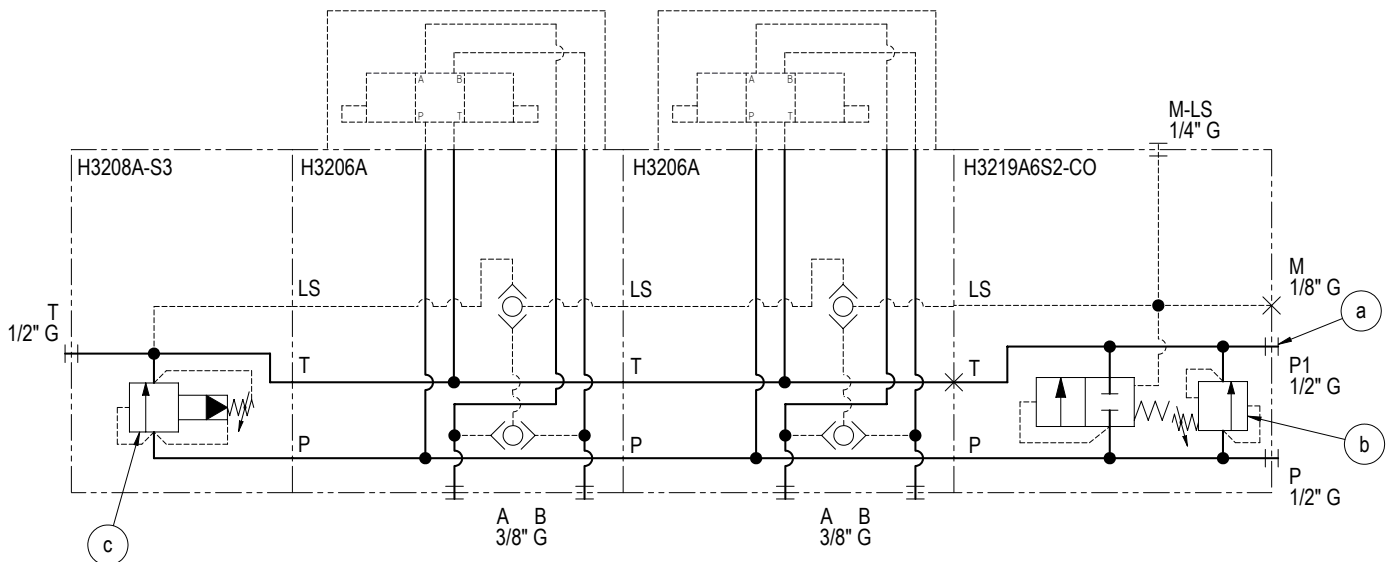 A B
P T
A B
P T
M-LS
1/4" G
H3208A-S3
H3206A
H3206A
H3219A6S2-CO
T
1/2" G
LS
LS
LS
M
1/8" G
a
T
T
T
P1
1/2" G
b
P
P
P
P
1/2" G
A B
3/8" G
A B
3/8" G
c